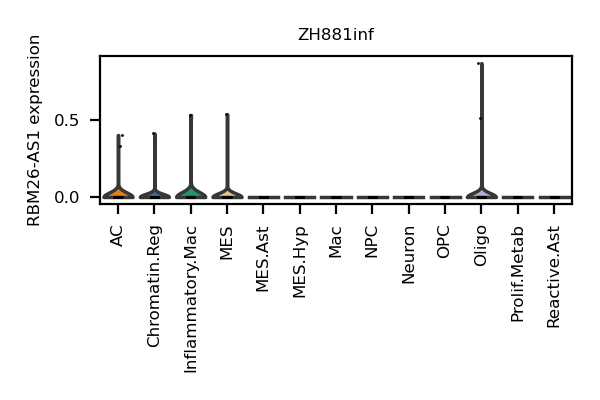 ZH881inf
RBM26-AS1 expression
0.5
0.0
AC
Chromatin.Reg
Inflammatory.Mac
MES
MES.Ast
MES.Hyp
Mac
NPC
Neuron
OPC
Oligo
Prolif.Metab
Reactive.Ast